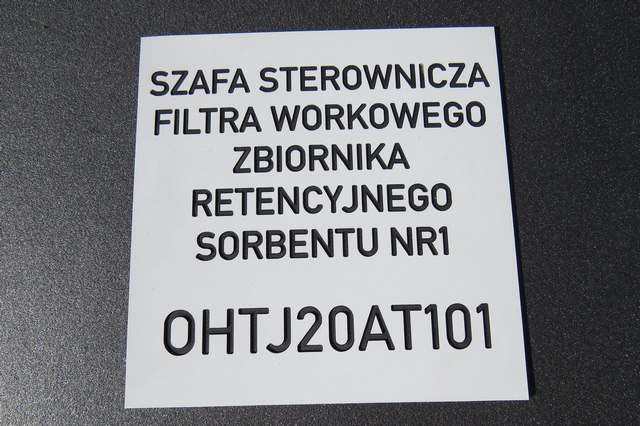 SZAFA STEROWNICZA
FILTRA WORKOWEGO
ZBIORNIKA
RETENCYJNEGO
SORBENTU NR1
OHTJ20AT101